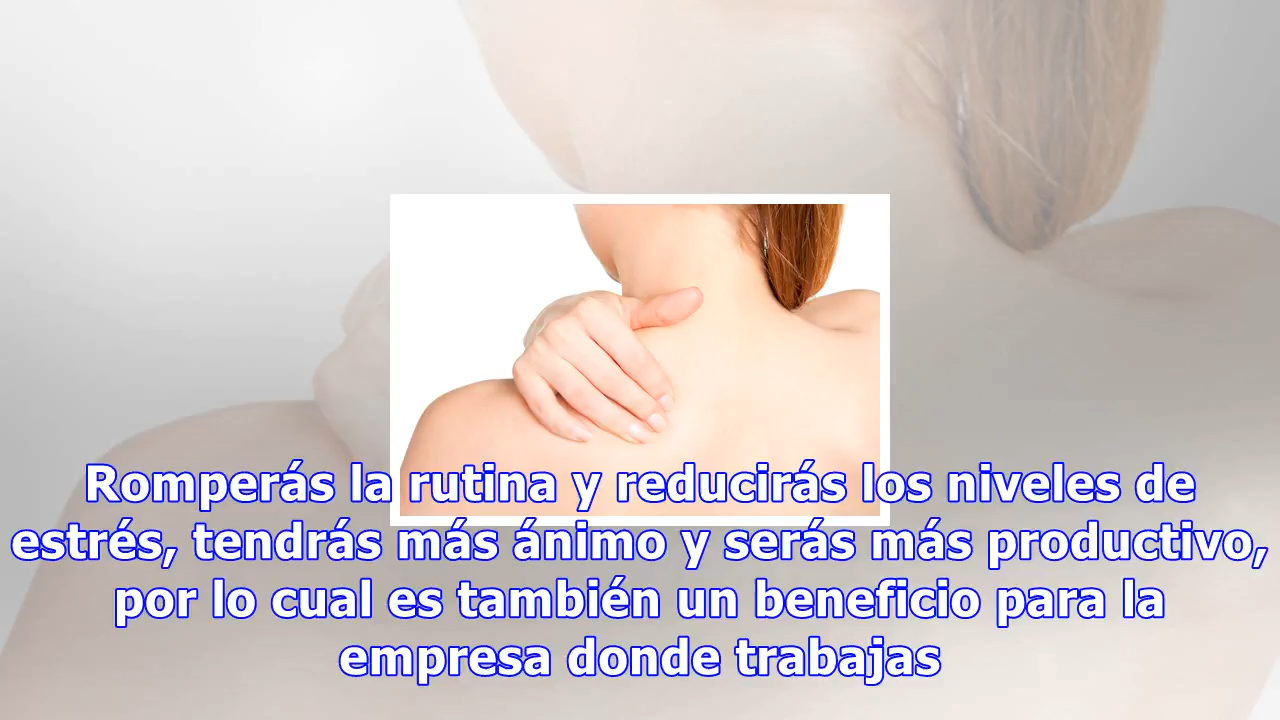 Romperás la rutina y reducirás los niveles de
estrés, tendrás más ánimo y serás más productivo,
por lo cual es también un beneficio para la
empresa donde trabajas